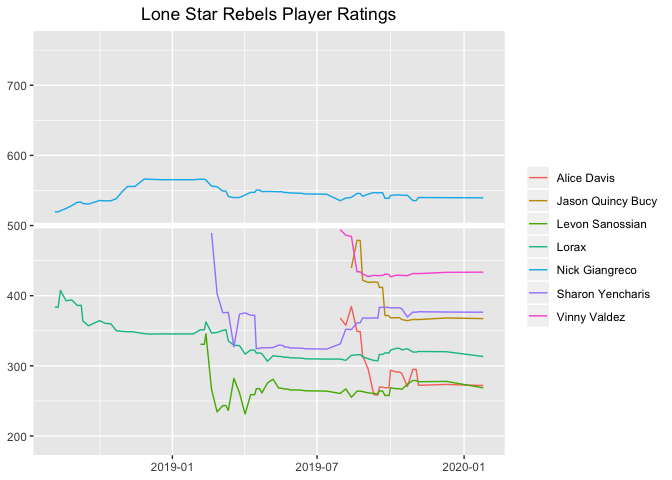 Lone Star Rebels Player Ratings
700
600
500
400
300
200
2019-01
2019-07
2020-01
Alice Davis
Jason Quincy Bucy
Levon Sanossian
Lorax
Nick Giangreco
Sharon Yencharis
Vinny Valdez